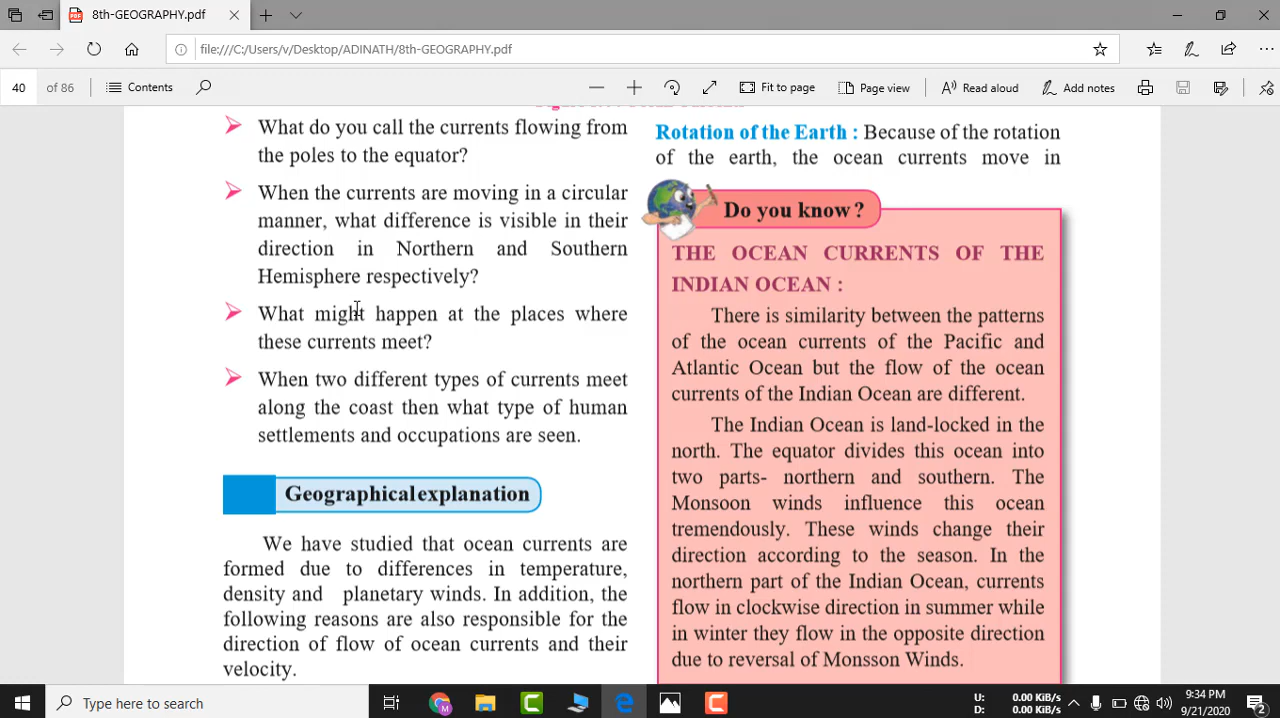 8th-GEOGRAPHY.pdf
file:///C:/Users/v/Desktop/ADINATH/8th-GEOGRAPHY.pdf
40 of 86 Contents Fit to page Page view Read aloud Add notes
What do you call the currents flowing from
the poles to the equator?
When the currents are moving in a circular
manner, what difference is visible in their
direction in Northern and Southern
Hemisphere respectively?
What might happen at the places where
these currents meet?
When two different types of currents meet
along the coast then what type of human
settlements and occupations are seen.
Geographical explanation
We have studied that ocean currents are
formed due to differences in temperature,
density and planetary winds. In addition, the
following reasons are also responsible for the
direction of flow of ocean currents and their
velocity.
Rotation of the Earth : Because of the rotation
of the earth, the ocean currents move in
Do you know ?
THE OCEAN CURRENTS OF THE
INDIAN OCEAN :
There is similarity between the patterns
of the ocean currents of the Pacific and
Atlantic Ocean but the flow of the ocean
currents of the Indian Ocean are different.
The Indian Ocean is land-locked in the
north. The equator divides this ocean into
two parts- northern and southern. The
Monsoon winds influence this ocean
tremendously. These winds change their
direction according to the season. In the
northern part of the Indian Ocean, currents
flow in clockwise direction in summer while
in winter they flow in the opposite direction
due to reversal of Monsson Winds.
Type here to search
U: 0.00 KiB/s
D: 0.00 KiB/s
9:34 PM
9/21/2020
2